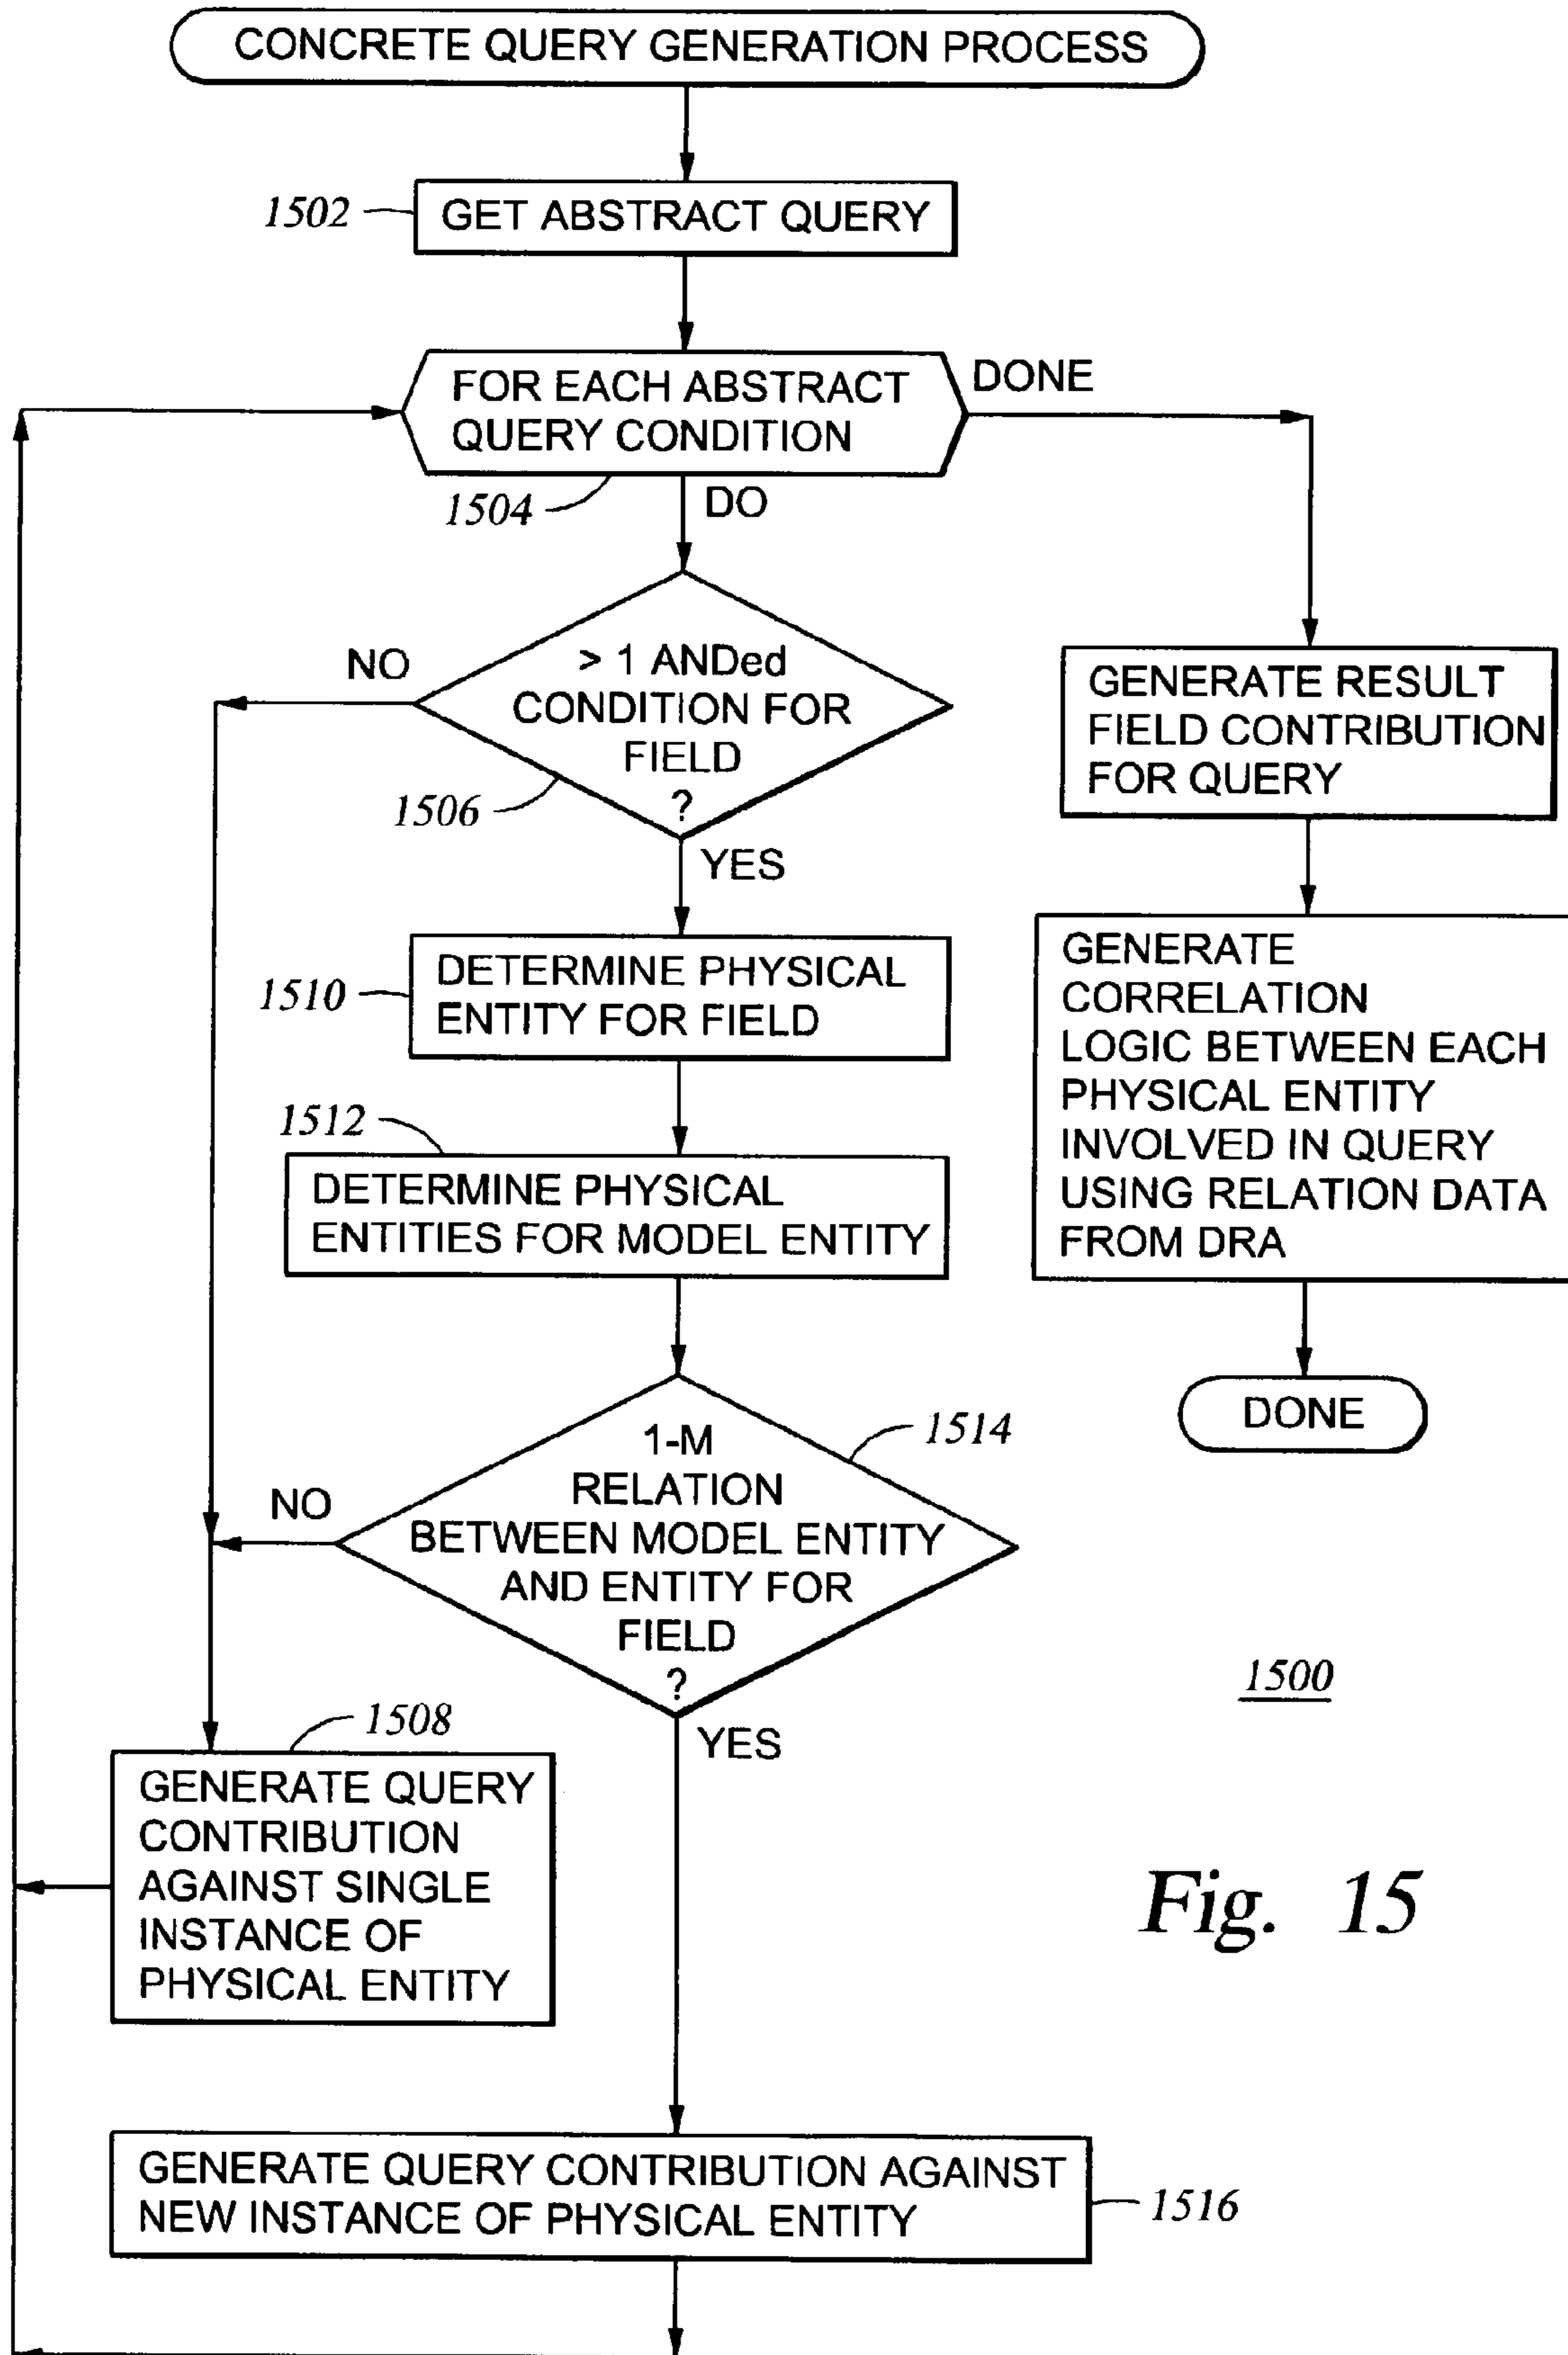 CONCRETE QUERY GENERATION PROCESS
1502
GET ABSTRACT QUERY
FOR EACH ABSTRACT
QUERY CONDITION
DONE
1504
DO
NO
> 1 ANDed
CONDITION FOR
FIELD
?
1506
YES
GENERATE RESULT
FIELD CONTRIBUTION
FOR QUERY
1510
DETERMINE PHYSICAL
ENTITY FOR FIELD
GENERATE
CORRELATION
LOGIC BETWEEN EACH
PHYSICAL ENTITY
INVOLVED IN QUERY
USING RELATION DATA
FROM DRA
1512
DETERMINE PHYSICAL
ENTITIES FOR MODEL ENTITY
DONE
1514
NO
1-M
RELATION
BETWEEN MODEL ENTITY
AND ENTITY FOR
FIELD
?
YES
1500
1508
GENERATE QUERY
CONTRIBUTION
AGAINST SINGLE
INSTANCE OF
PHYSICAL ENTITY
Fig. 15
GENERATE QUERY CONTRIBUTION AGAINST
NEW INSTANCE OF PHYSICAL ENTITY
1516